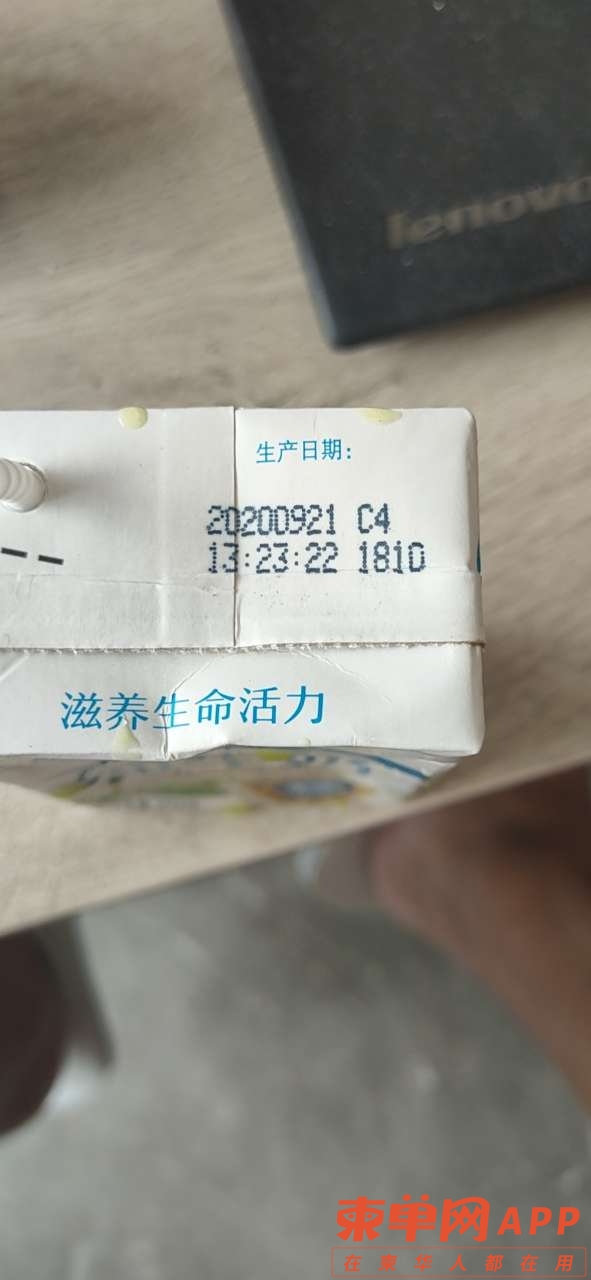 lenovo
生产日期:
20200921 C4
13:23:22 1810
滋养生命活力
柬单网APP
在柬华人都在用